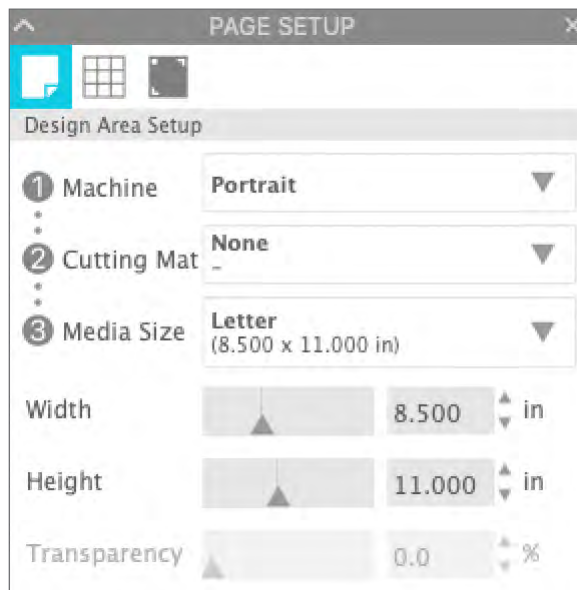 PAGE SETUP
Design Area Setup
1 Machine Portrait
2 Cutting Mat None
-
3 Media Size Letter
(8.500 x 11.000 in)
Width 8.500 in
Height 11.000 in
Transparency 0.0 %